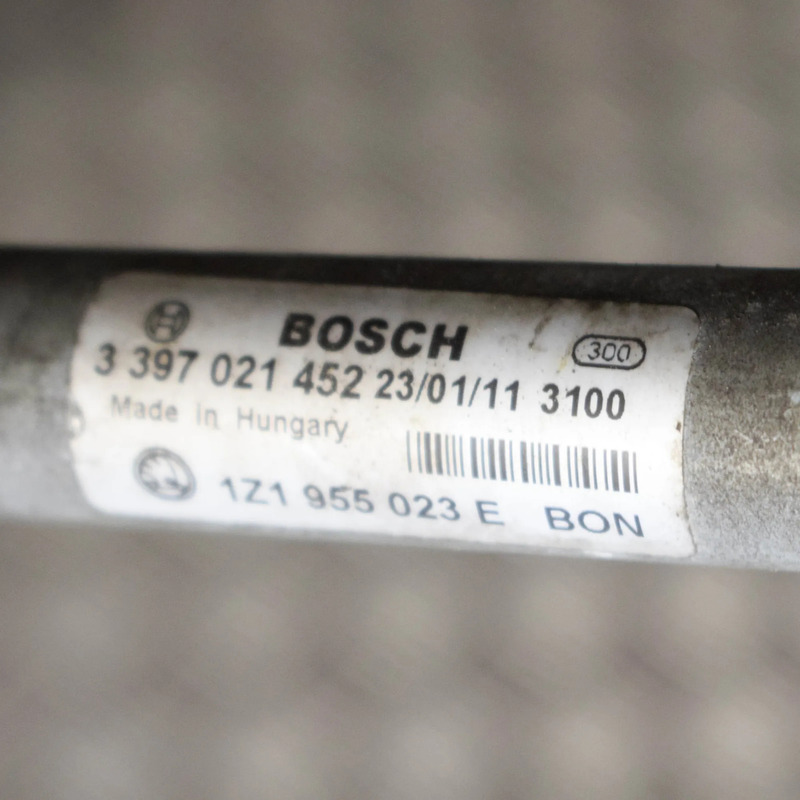 BOSCH
300
3 397 021 452 23/01/11 3100
Made in Hungary
1Z1 955 023 E BON